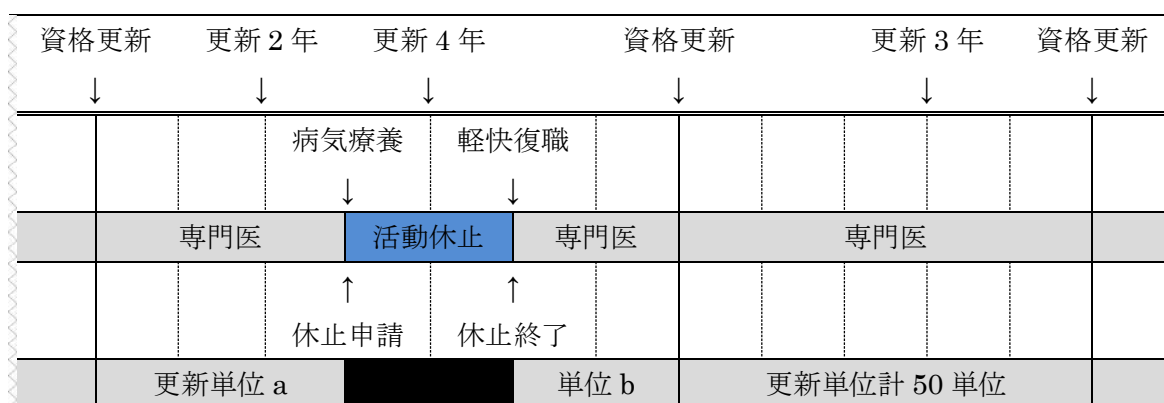 資格更新 更新2年 更新4年 資格更新 更新3年 資格更新
↓ ↓ ↓ ↓ ↓ ↓
病気療養 軽快復職
↓ ↓
専門医 活動休止 専門医 専門医
↑ ↑
休止申請 休止終了
更新単位 a 単位 b 更新単位計 50 単位